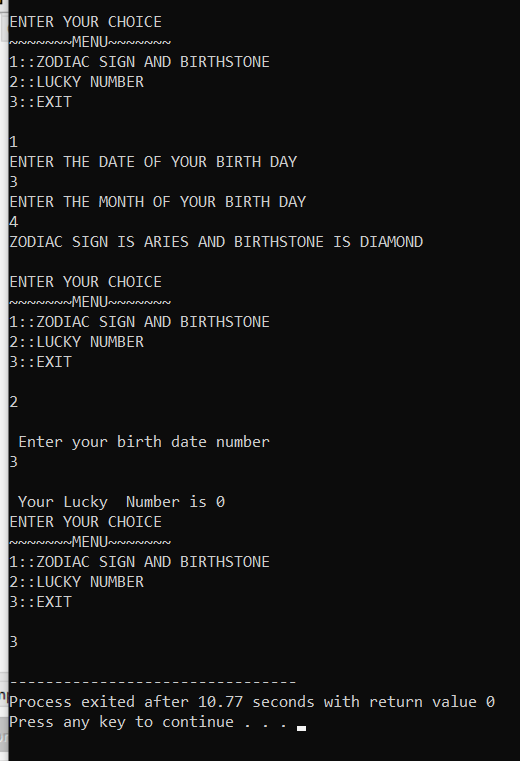 ENTER YOUR CHOICE
~~~~~~~MENU~~~~~~~
1::ZODIAC SIGN AND BIRTHSTONE
2::LUCKY NUMBER
3::EXIT
1
ENTER THE DATE OF YOUR BIRTH DAY
3
ENTER THE MONTH OF YOUR BIRTH DAY
4
ZODIAC SIGN IS ARIES AND BIRTHSTONE IS DIAMOND
ENTER YOUR CHOICE
~~~~~~~MENU~~~~~~~
1::ZODIAC SIGN AND BIRTHSTONE
2::LUCKY NUMBER
3::EXIT
2
Enter your birth date number
3
Your Lucky  Number is 0
ENTER YOUR CHOICE
~~~~~~~MENU~~~~~~~
1::ZODIAC SIGN AND BIRTHSTONE
2::LUCKY NUMBER
3::EXIT
3
--------------------------------
Process exited after 10.77 seconds with return value 0
Press any key to continue . . .